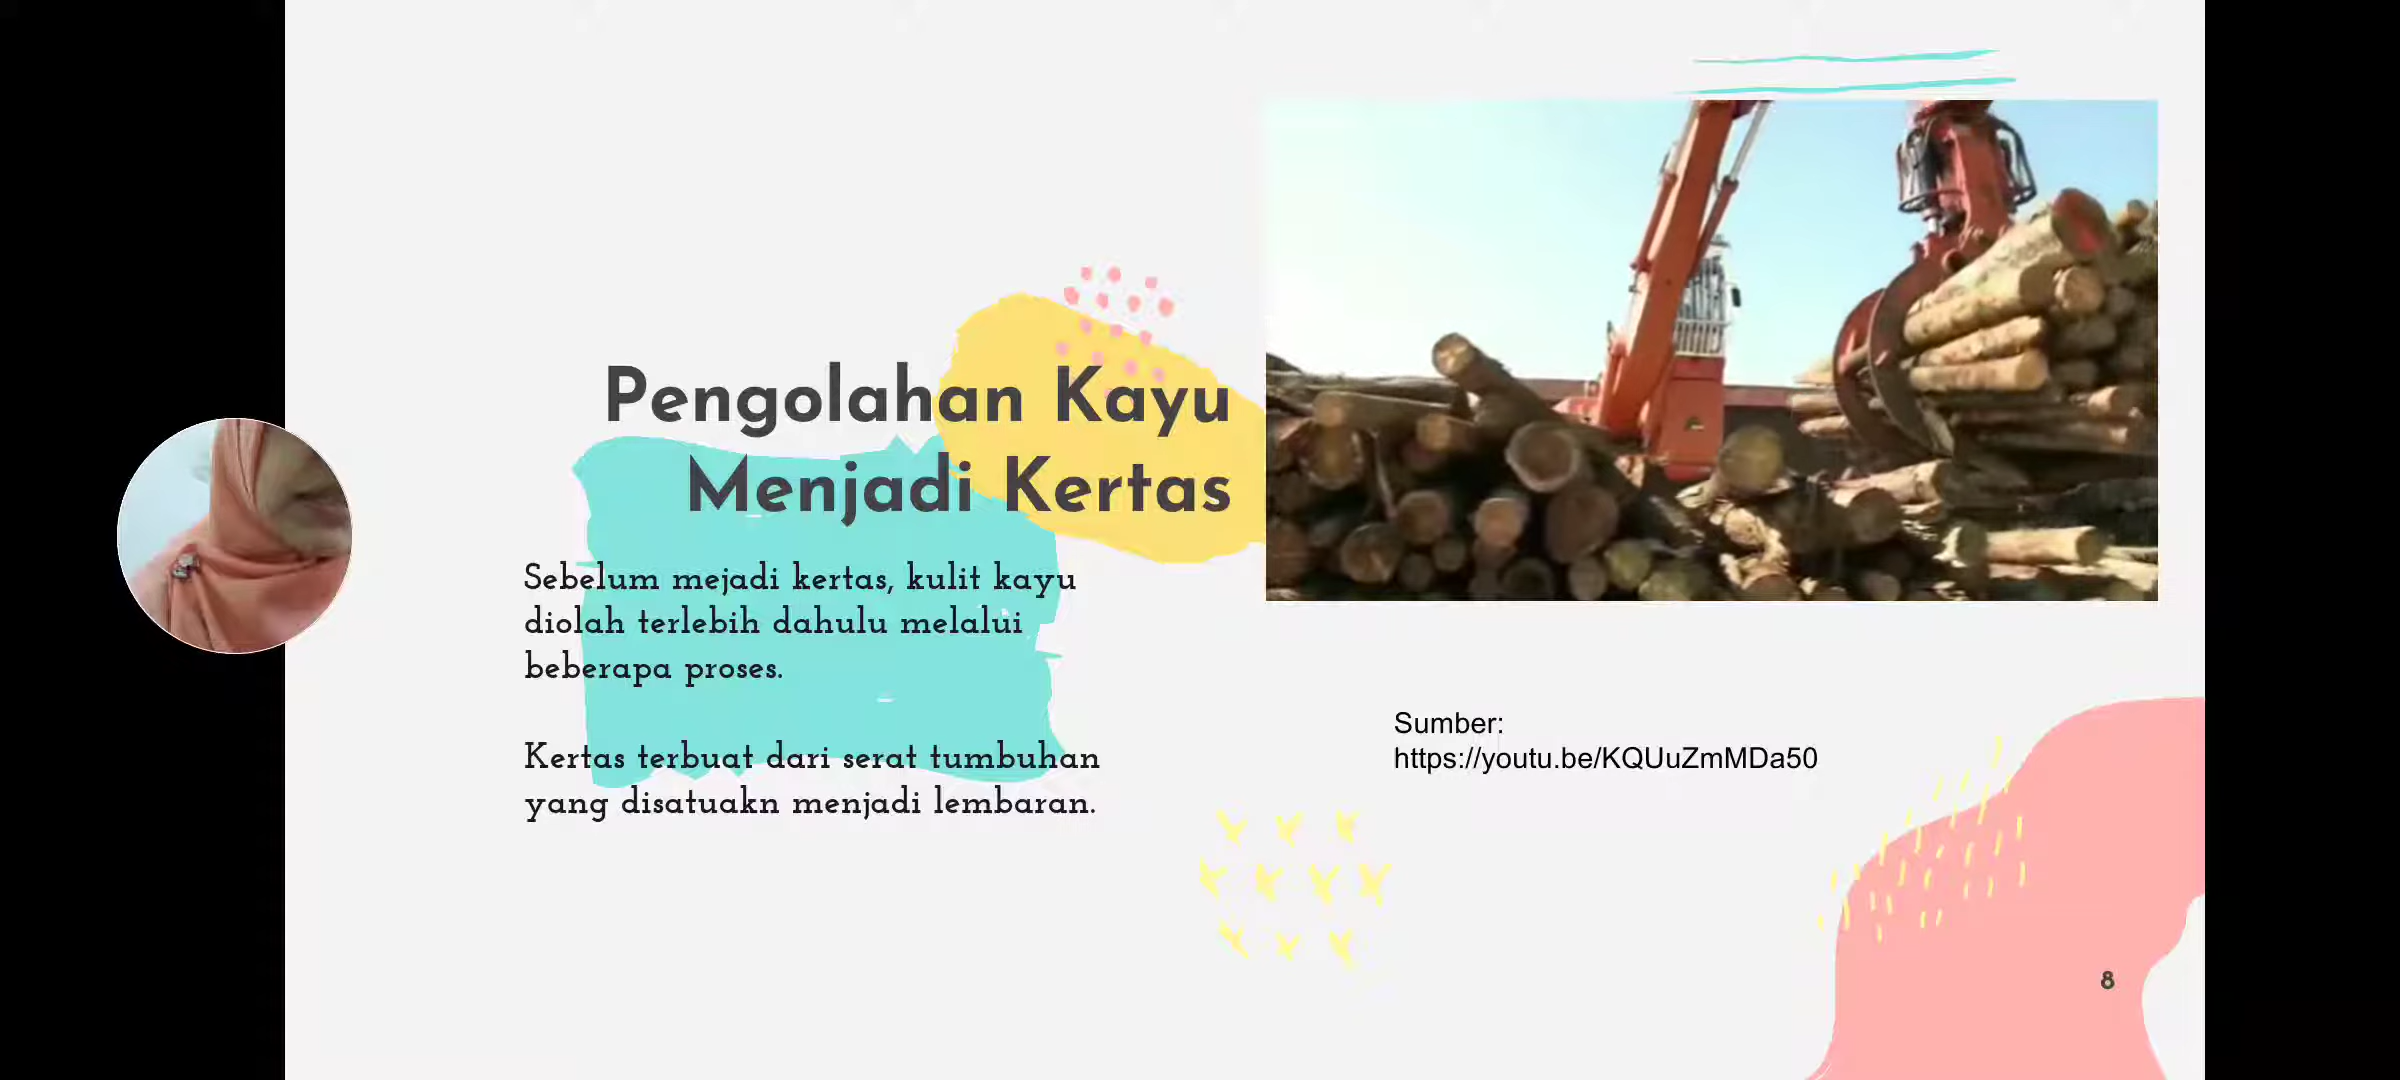 Pengolahan Kayu
Menjadi Kertas
Sebelum mejadi kertas, kulit kayu
diolah terlebih dahulu melalui
beberapa proses.
Kertas terbuat dari serat tumbuhan
yang disatuakn menjadi lembaran.
Sumber:
https://youtu.be/KQUuZmMDa50
8